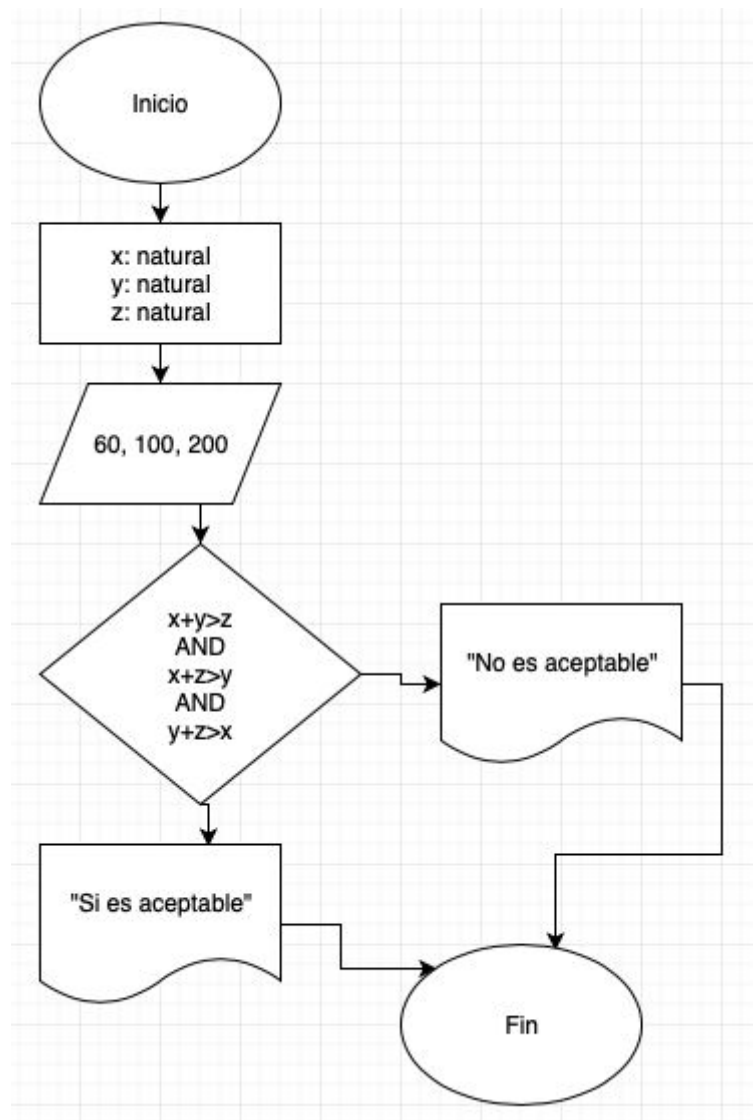 Inicio
x: natural
y: natural
z: natural
60, 100, 200
x+y>z
AND
x+z>y
AND
y+z>x
"No es aceptable"
"Si es aceptable"
Fin